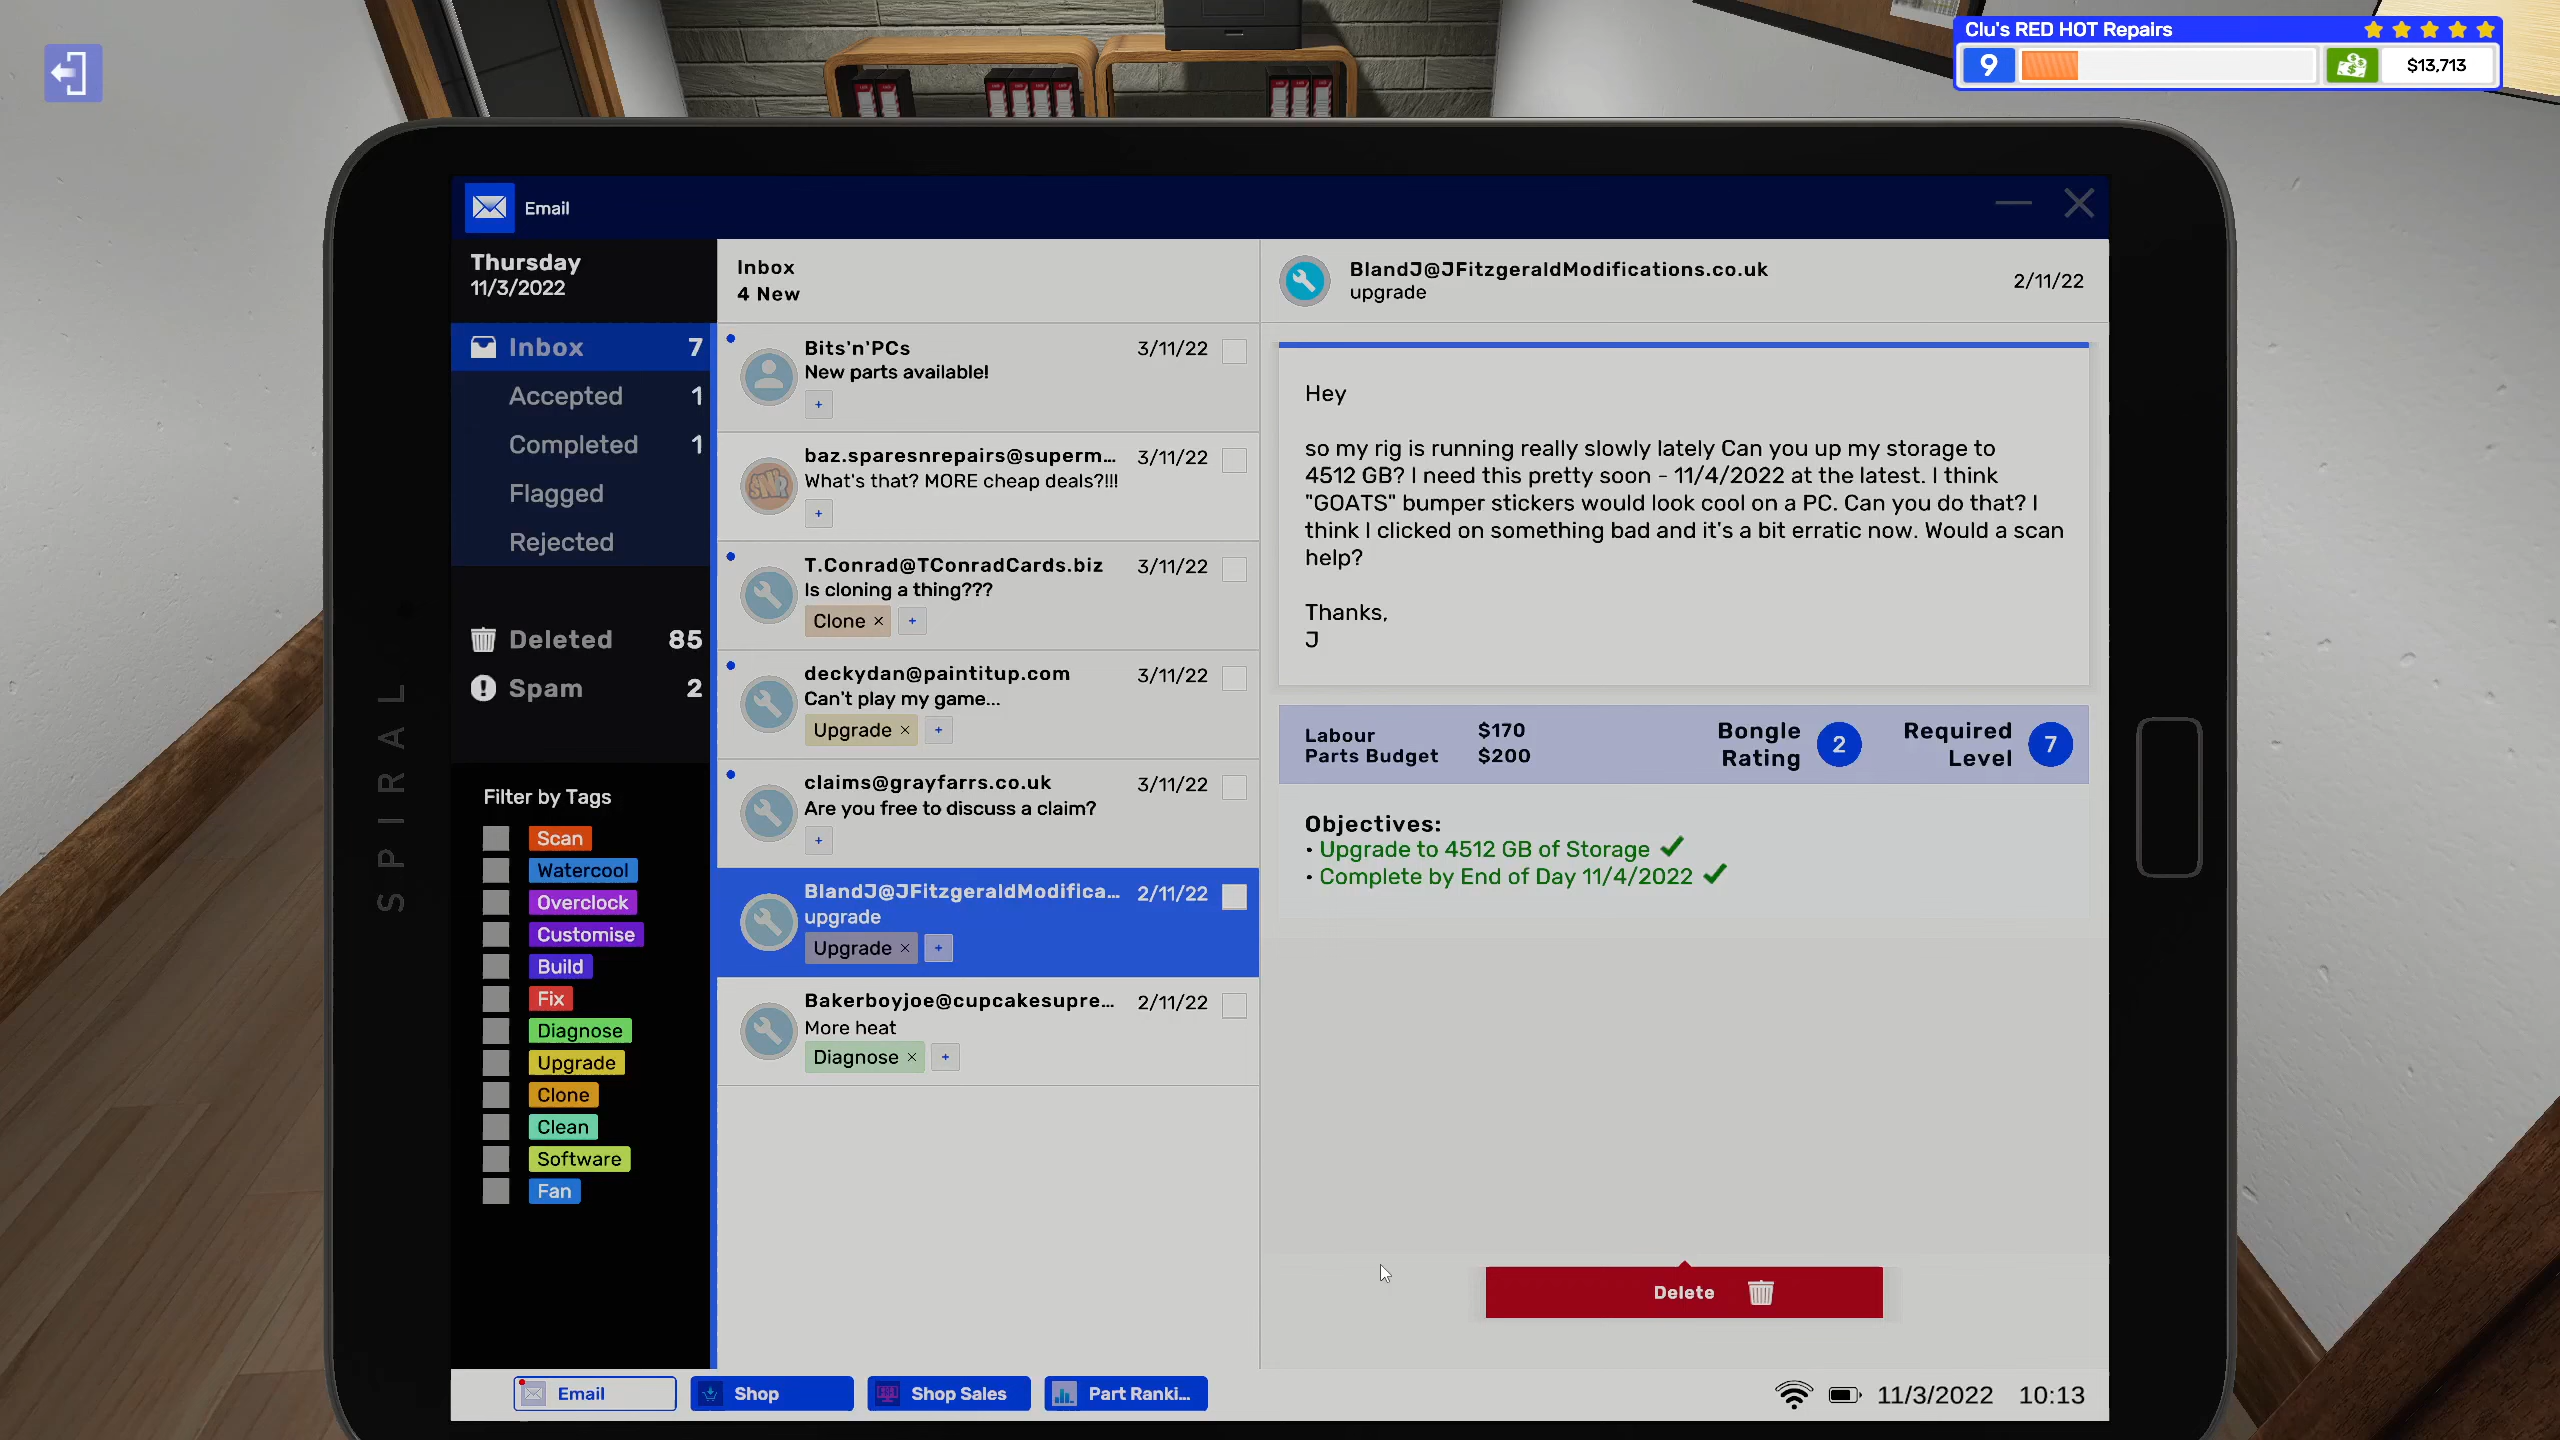 Clu's RED HOT Repairs
9
$13,713
SPIRAL
Email
Thursday
11/3/2022
Inbox 7
Accepted 1
Completed 1
Flagged
Rejected
Deleted 85
Spam 2
Filter by Tags
Scan
Watercool
Overclock
Customise
Build
Fix
Diagnose
Upgrade
Clone
Clean
Software
Fan
Inbox
4 New
Bits'n'PCs 3/11/22
New parts available!
+
baz.sparesnrepairs@superm... 3/11/22
SNR What's that? MORE cheap deals?!!!
+
T.Conrad@TConradCards.biz 3/11/22
Is cloning a thing???
Clone × +
deckydan@paintitup.com 3/11/22
Can't play my game...
Upgrade × +
claims@grayfarrs.co.uk 3/11/22
Are you free to discuss a claim?
+
BlandJ@JFitzgeraldModifica... 2/11/22
upgrade
Upgrade × +
Bakerboyjoe@cupcakesupre... 2/11/22
More heat
Diagnose × +
BlandJ@JFitzgeraldModifications.co.uk
upgrade
2/11/22
Hey
so my rig is running really slowly lately Can you up my storage to
4512 GB? I need this pretty soon - 11/4/2022 at the latest. I think
"GOATS" bumper stickers would look cool on a PC. Can you do that? I
think I clicked on something bad and it's a bit erratic now. Would a scan
help?
Thanks,
J
Labour $170
Parts Budget $200
Bongle
Rating 2
Required
Level 7
Objectives:
• Upgrade to 4512 GB of Storage ✓
• Complete by End of Day 11/4/2022 ✓
Delete
Email Shop Shop Sales Part Ranki... 11/3/2022 10:13